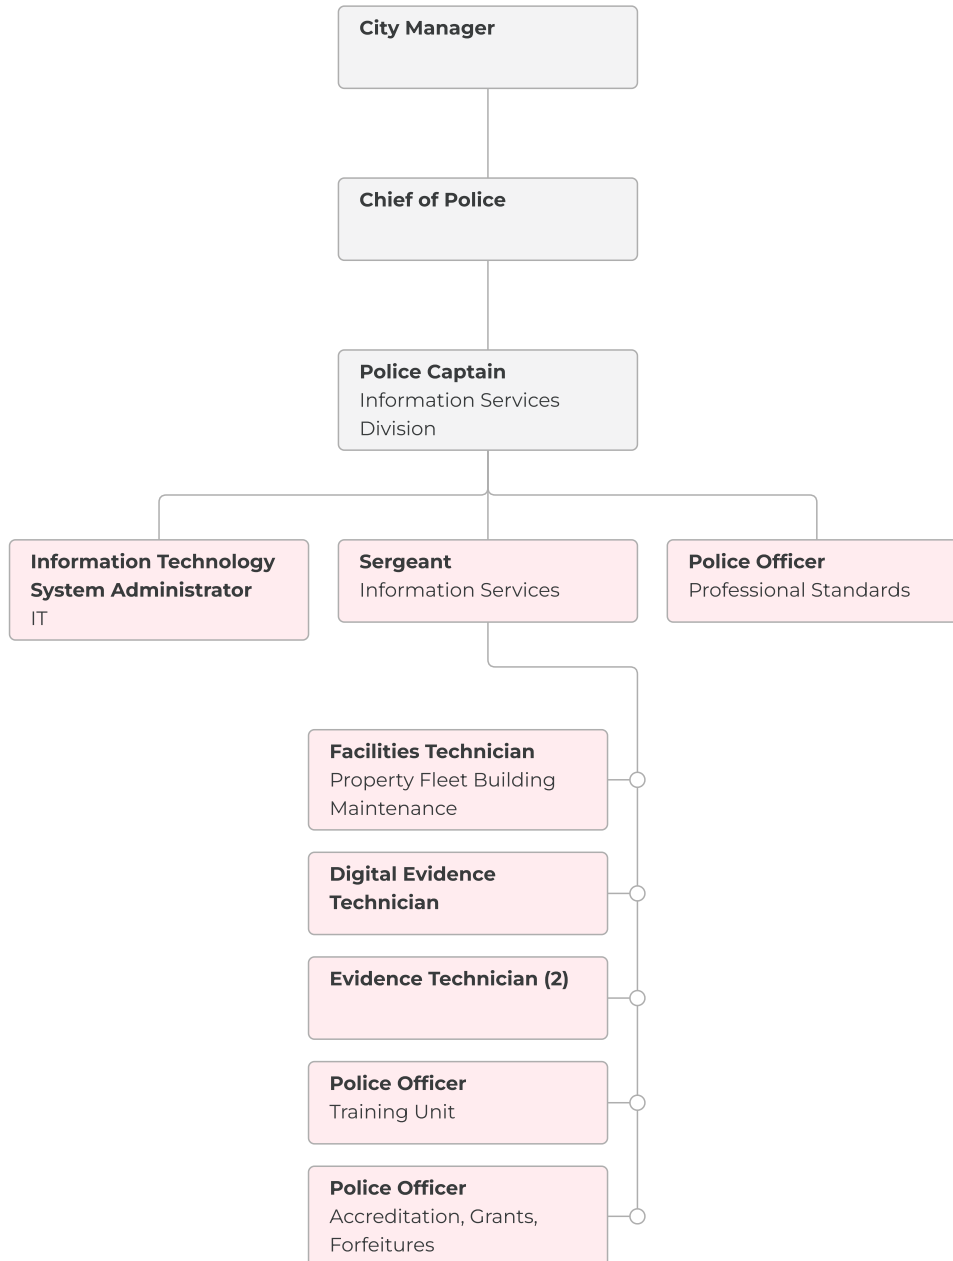 City Manager
Chief of Police
Police Captain
Information Services
Division
Information Technology
System Administrator
IT
Sergeant
Information Services
Police Officer
Professional Standards
Facilities Technician
Property Fleet Building
Maintenance
Digital Evidence
Technician
Evidence Technician (2)
Police Officer
Training Unit
Police Officer
Accreditation, Grants,
Forfeitures